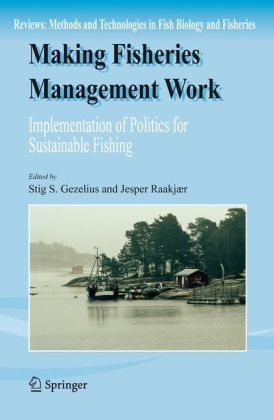 Reviews: Methods and Technologies in Fish Biology and Fisheries
Making Fisheries
Management Work
Implementation of Politics for
Sustainable Fishing
Edited by
Stig S. Gezelius and Jesper Raakjær
Springer